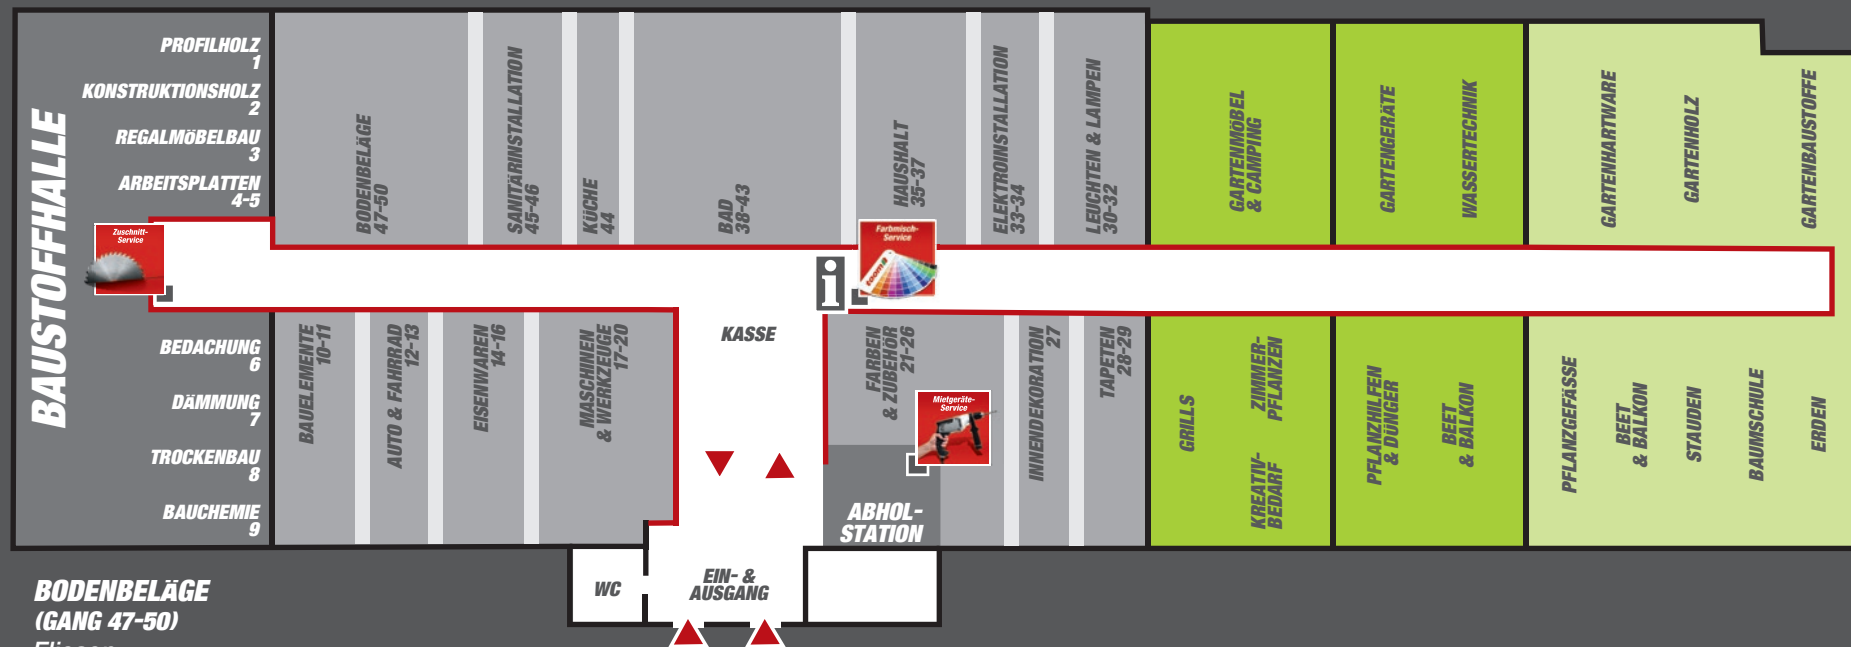 BAUSTOFFHALLE
PROFILHOLZ
1
KONSTRUKTIONSHOLZ
2
REGALMÖBELBAU
3
ARBEITSPLATTEN
4-5
Zuschnitt-
Service
BEDACHUNG
6
DÄMMUNG
7
TROCKENBAU
8
BAUCHEMIE
9
BODENBELÄGE
47-50
SANITÄRINSTALLATION
45-46
KÜCHE
44
BAD
38-43
HAUSHALT
35-37
ELEKTROINSTALLATION
33-34
LEUCHTEN & LAMPEN
30-32
GARTENMÖBEL
& CAMPING
GARTENGERÄTE
WASSERTECHNIK
GARTENHARTWARE
GARTENHOLZ
GARTENBAUSTOFFE
i
Farbmisch-
Service
toom
BAUELEMENTE
10-11
AUTO & FAHRRAD
12-13
EISENWAREN
14-16
MASCHINEN
& WERKZEUGE
17-20
KASSE
FARBEN
& ZUBEHÖR
21-26
Mietgeräte-
Service
INNENDEKORATION
27
TAPETEN
28-29
GRILLS
ZIMMER-
PFLANZEN
KREATIV-
BEDARF
PFLANZHILFEN
& DÜNGER
BEET
& BALKON
PFLANZGEFÄSSE
BEET
& BALKON
STAUDEN
BAUMSCHULE
ERDEN
ABHOL-
STATION
WC
EIN- &
AUSGANG
BODENBELÄGE
(GANG 47-50)
Fliesen